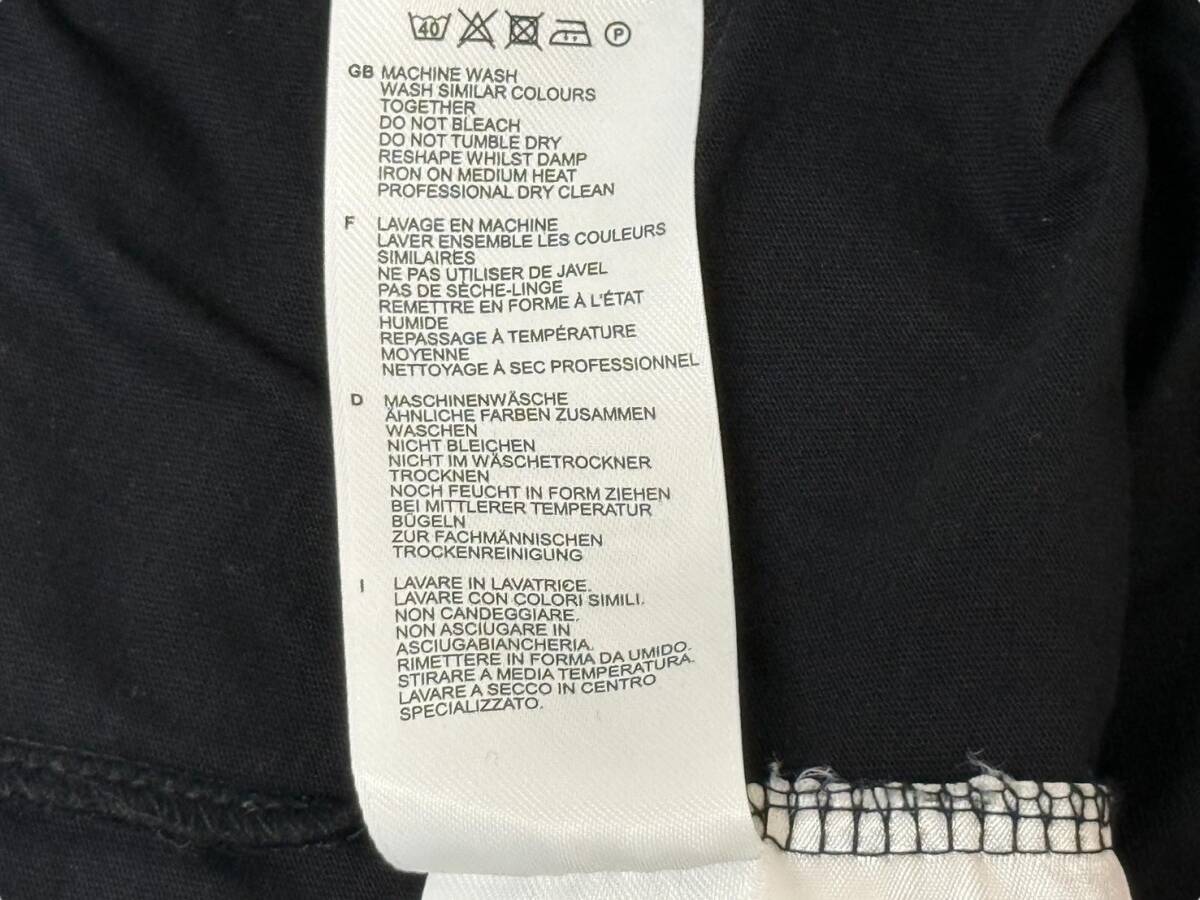 40 P
GB MACHINE WASH
WASH SIMILAR COLOURS
TOGETHER
DO NOT BLEACH
DO NOT TUMBLE DRY
RESHAPE WHILST DAMP
IRON ON MEDIUM HEAT
PROFESSIONAL DRY CLEAN
F LAVAGE EN MACHINE
LAVER ENSEMBLE LES COULEURS
SIMILAIRES
NE PAS UTILISER DE JAVEL
PAS DE SÈCHE-LINGE
REMETTRE EN FORME À L'ÉTAT
HUMIDE
REPASSAGE À TEMPÉRATURE
MOYENNE
NETTOYAGE À SEC PROFESSIONNEL
D MASCHINENWÄSCHE
ÄHNLICHE FARBEN ZUSAMMEN
WASCHEN
NICHT BLEICHEN
NICHT IM WÄSCHETROCKNER
TROCKNEN
NOCH FEUCHT IN FORM ZIEHEN
BEI MITTLERER TEMPERATUR
BÜGELN
ZUR FACHMÄNNISCHEN
TROCKENREINIGUNG
I LAVARE IN LAVATRICE.
LAVARE CON COLORI SIMILI.
NON CANDEGGIARE.
NON ASCIUGARE IN
ASCIUGABIANCHERIA.
RIMETTERE IN FORMA DA UMIDO.
STIRARE A MEDIA TEMPERATURA.
LAVARE A SECCO IN CENTRO
SPECIALIZZATO.